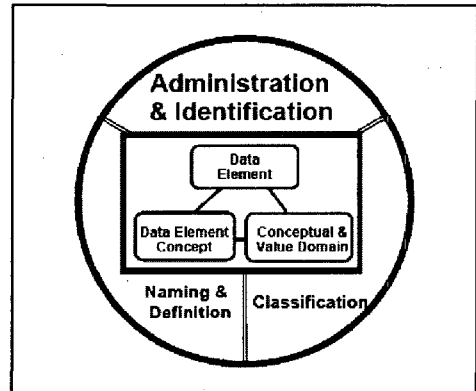 Administration
& Identification
Data
Element
Data Element
Concept
Conceptual &
Value Domain
Naming &
Definition
Classification